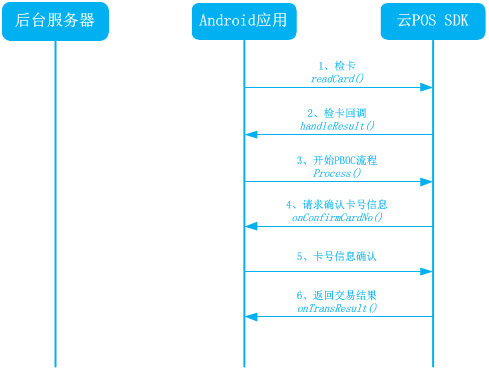 后台服务器
Android应用
云POS SDK
1、检卡
readCard()
2、检卡回调
handleResult()
3、开始PBOC流程
Process()
4、请求确认卡号信息
onConfirmCardNo()
5、卡号信息确认
6、返回交易结果
onTransResult()